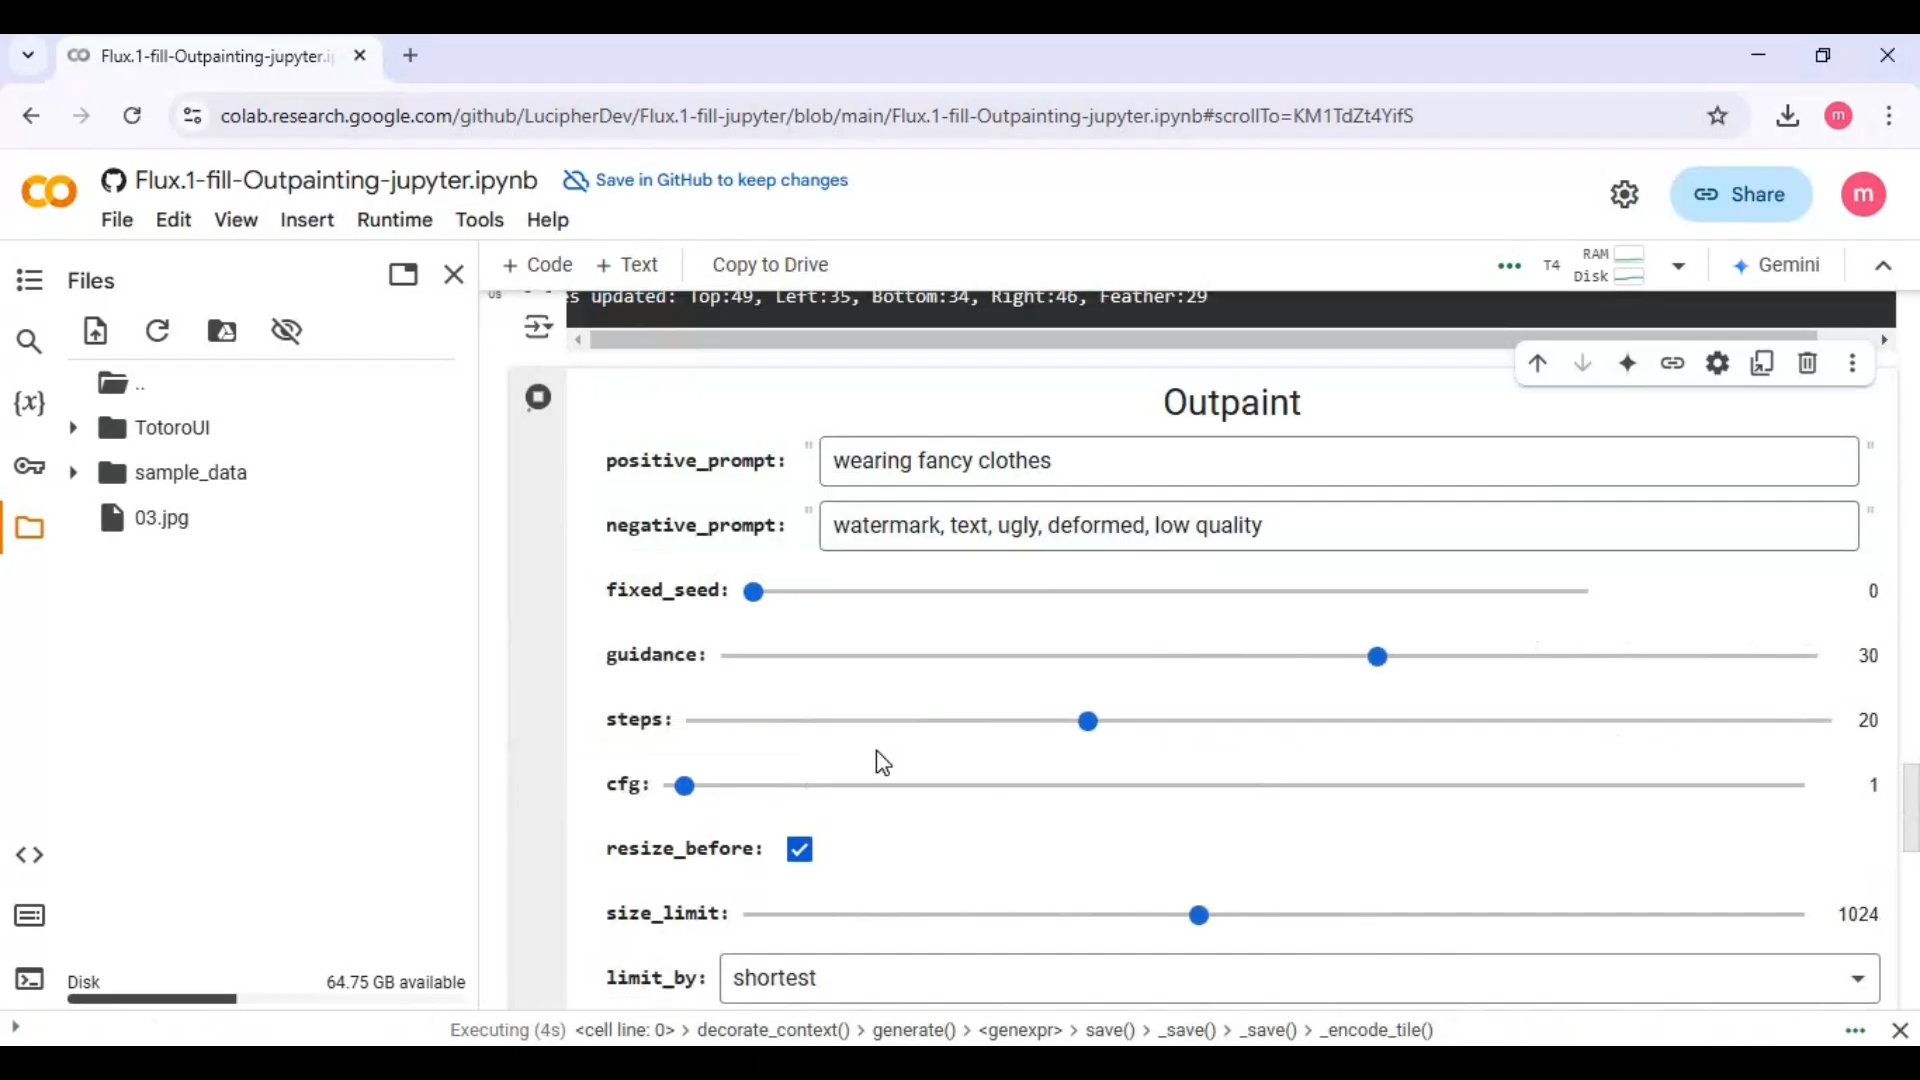 Flux.1-fill-Outpainting-jupyter.i
colab.research.google.com/github/LucipherDev/Flux.1-fill-jupyter/blob/main/Flux.1-fill-Outpainting-jupyter.ipynb#scrollTo=KM1TdZt4YifS
m
CO
Flux.1-fill-Outpainting-jupyter.ipynb
Save in GitHub to keep changes
Share
m
File Edit View Insert Runtime Tools Help
Files
+ Code + Text Copy to Drive
T4
RAM
Disk
Gemini
0s
s updated: Top:49, Left:35, Bottom:34, Right:46, Feather:29
..
TotoroUI
sample_data
03.jpg
{x}
Outpaint
positive_prompt: " wearing fancy clothes "
negative_prompt: " watermark, text, ugly, deformed, low quality "
fixed_seed: 0
guidance: 30
steps: 20
cfg: 1
resize_before:
size_limit: 1024
limit_by: shortest
Disk 64.75 GB available
Executing (4s) <cell line: 0> > decorate_context() > generate() > <genexpr> > save() > _save() > _save() > _encode_tile()